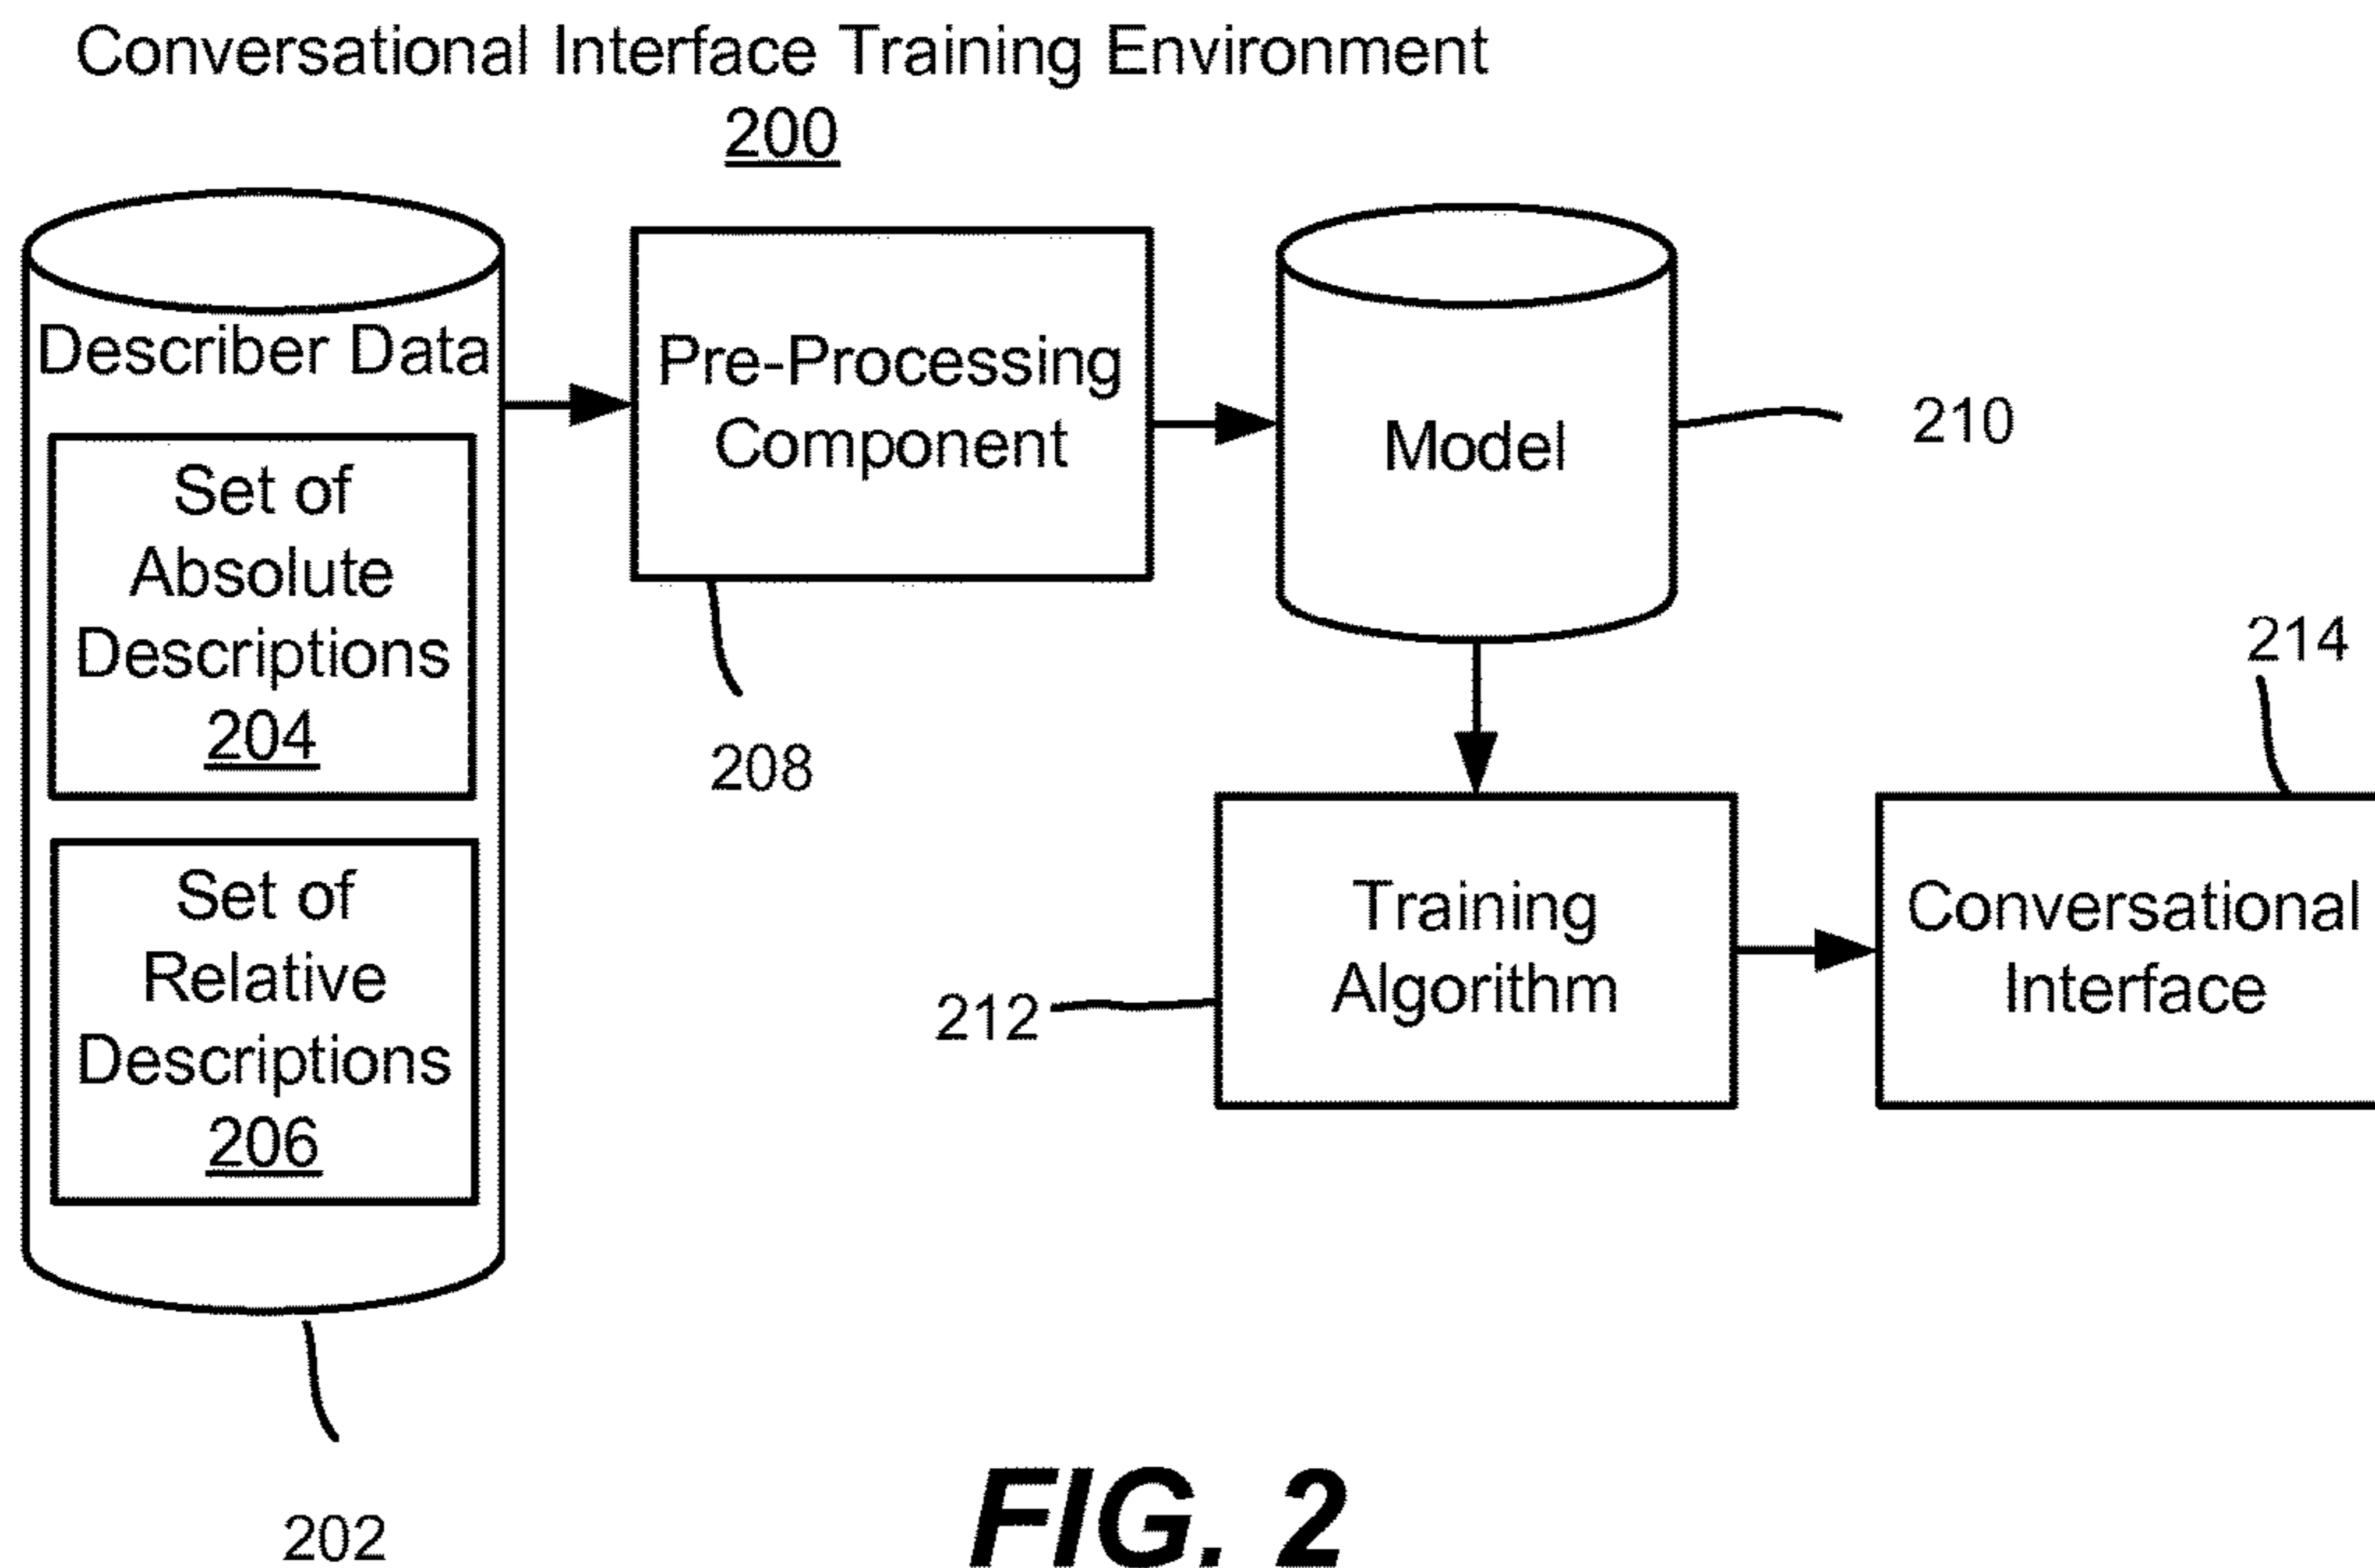 Conversational Interface Training Environment
200
Describer Data
Set of
Absolute
Descriptions
204
Set of
Relative
Descriptions
206
202
Pre-Processing
Component
208
Model
210
Training
Algorithm
212
Conversational
Interface
214
FIG. 2